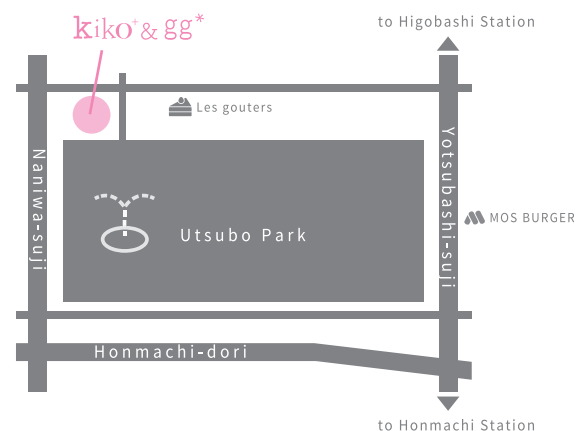 to Higobashi Station
kiko+ & gg*
Les gouters
Naniwa-suji
Yotsubashi-suji
MOS BURGER
Utsubo Park
Honmachi-dori
to Honmachi Station